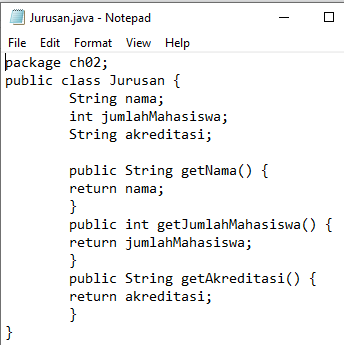 Jurusan.java - Notepad
File Edit Format View Help
package ch02;
public class Jurusan {
        String nama;
        int jumlahMahasiswa;
        String akreditasi;

        public String getNama() {
        return nama;
        }
        public int getJumlahMahasiswa() {
        return jumlahMahasiswa;
        }
        public String getAkreditasi() {
        return akreditasi;
        }
}